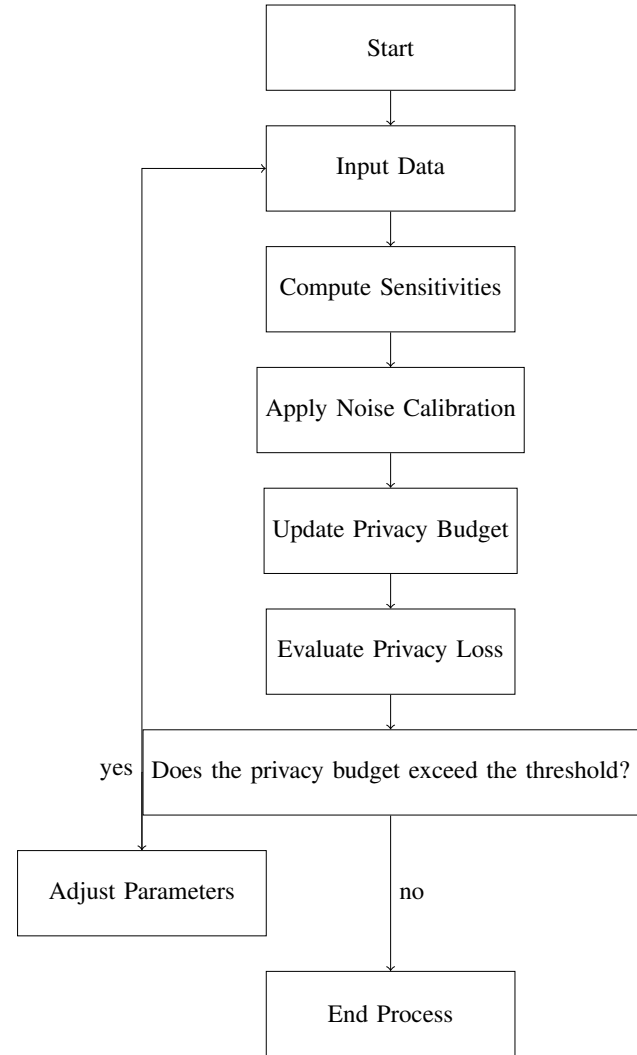 Start
Input Data
Compute Sensitivities
Apply Noise Calibration
Update Privacy Budget
Evaluate Privacy Loss
yes
Does the privacy budget exceed the threshold?
Adjust Parameters
no
End Process